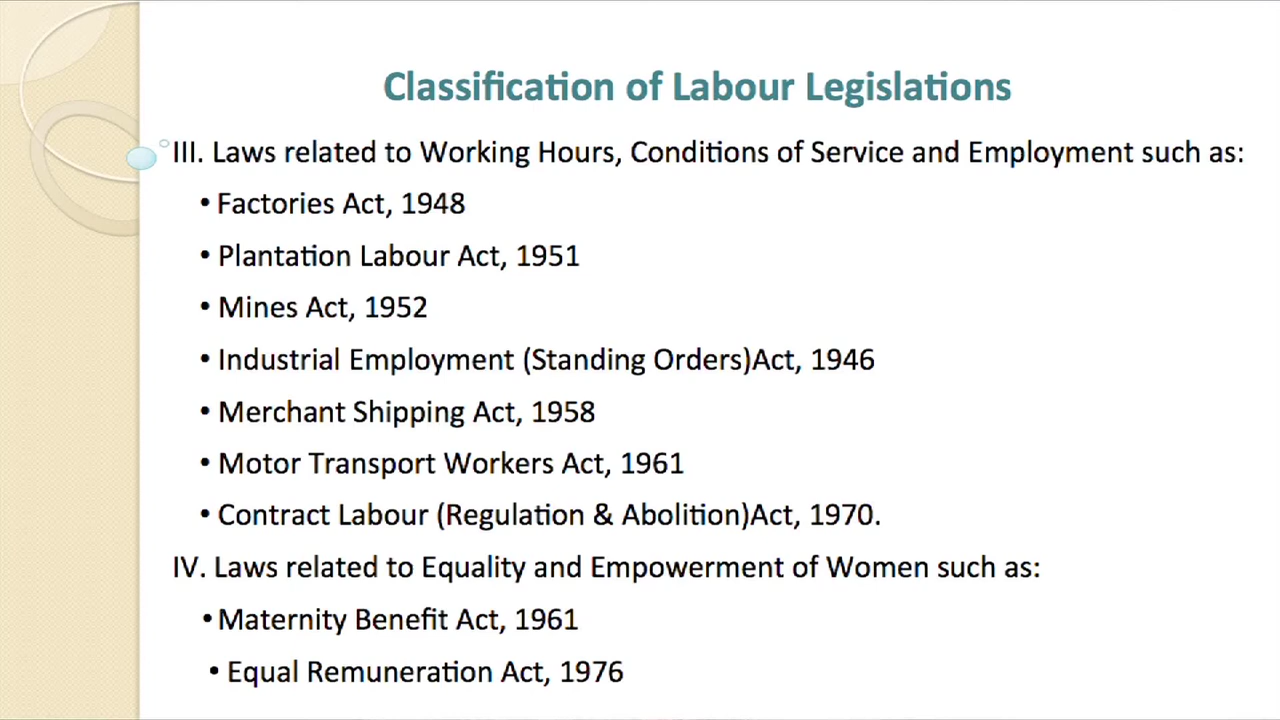 Classification of Labour Legislations
III. Laws related to Working Hours, Conditions of Service and Employment such as:
• Factories Act, 1948
• Plantation Labour Act, 1951
• Mines Act, 1952
• Industrial Employment (Standing Orders)Act, 1946
• Merchant Shipping Act, 1958
• Motor Transport Workers Act, 1961
• Contract Labour (Regulation & Abolition)Act, 1970.
IV. Laws related to Equality and Empowerment of Women such as:
• Maternity Benefit Act, 1961
• Equal Remuneration Act, 1976